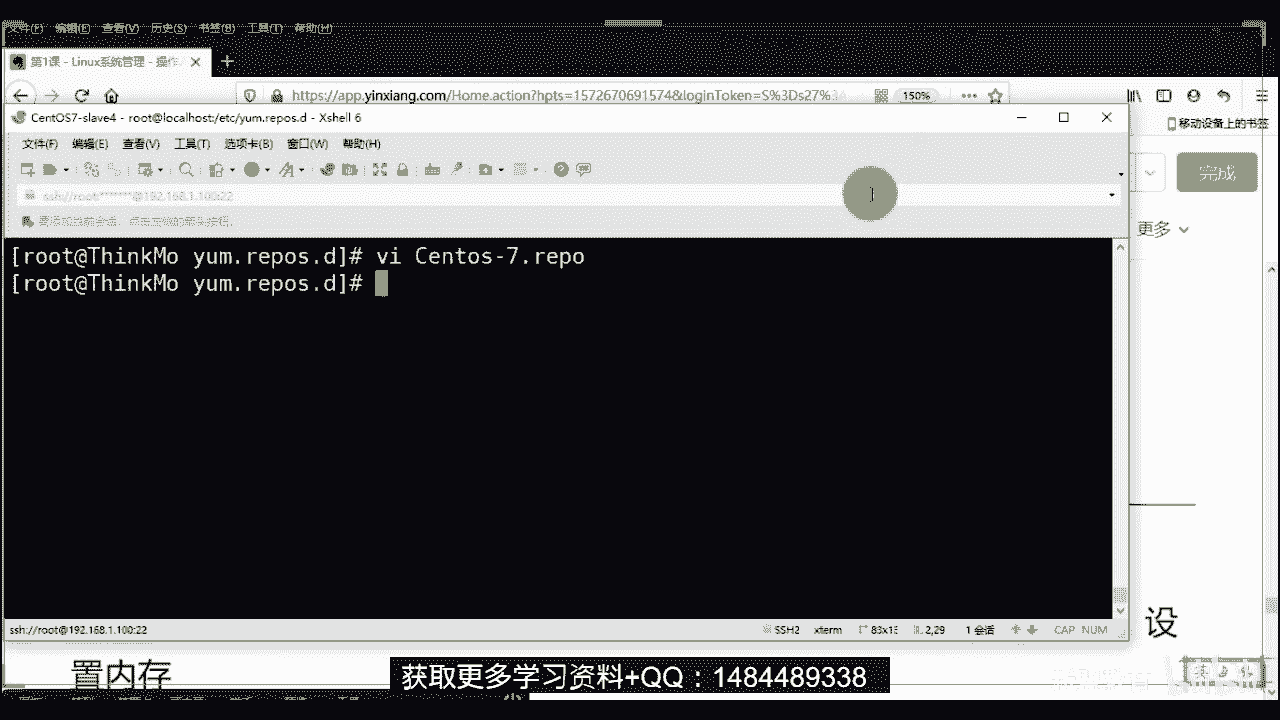 文件(F) 编辑(E) 查看(V) 历史(S) 书签(B) 工具(T) 帮助(H)
第1课 - Linux系统管理 - 操作
https://app.yinxiang.com/Home.action?hpts=1572670691574&loginToken=S%3Ds27%3A
150%
移动设备上的书签
CentOS7-slave4 - root@localhost:/etc/yum.repos.d - Xshell 6
文件(F) 编辑(E) 查看(V) 工具(T) 选项卡(B) 窗口(W) 帮助(H)
完成
ssh://root:*******@192.168.1.100:22
要添加当前会话，点击左侧的箭头按钮。
更多
[root@ThinkMo yum.repos.d]# vi Centos-7.repo
[root@ThinkMo yum.repos.d]#
设
ssh://root@192.168.1.100:22 SSH2 xterm 83x15 2,29 1 会话 CAP NUM
置内存
获取更多学习资料+QQ：1484489338